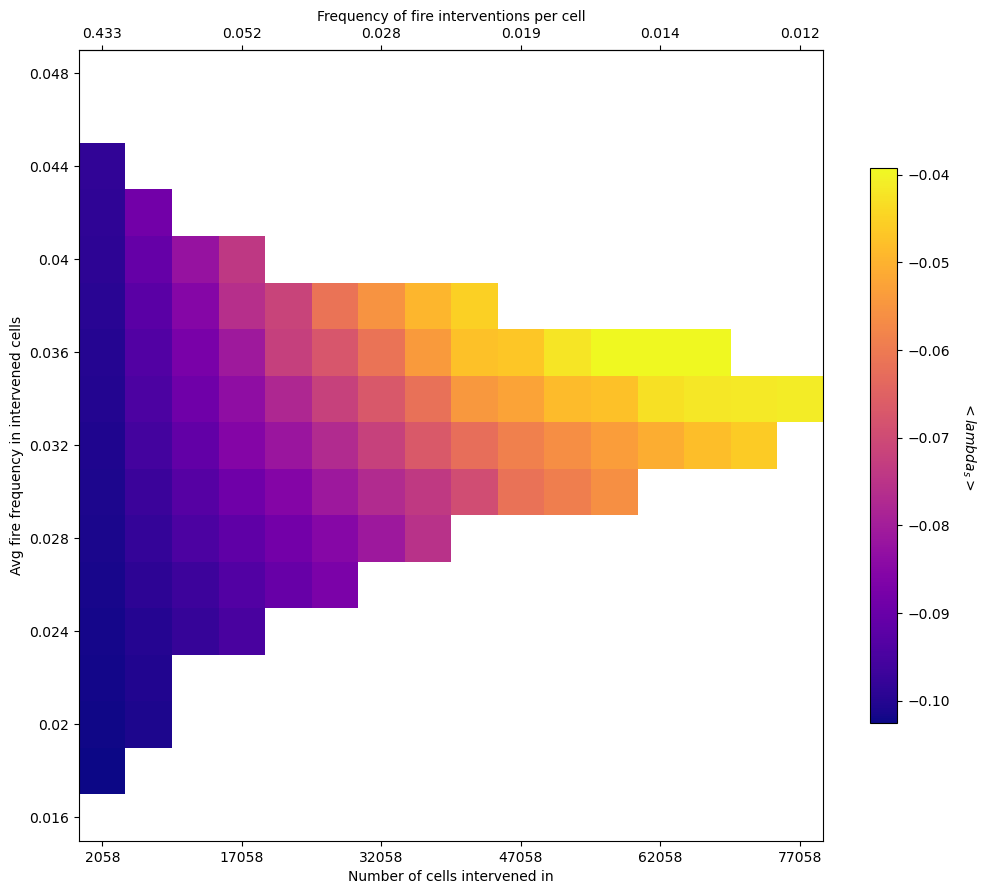 Frequency of fire interventions per cell
0.433 0.052 0.028 0.019 0.014 0.012
Avg fire frequency in intervened cells
0.048
0.044
0.04
0.036
0.032
0.028
0.024
0.02
0.016
2058 17058 32058 47058 62058 77058
Number of cells intervened in
−0.04
−0.05
−0.06
−0.07
−0.08
−0.09
−0.10
< lambda_s >